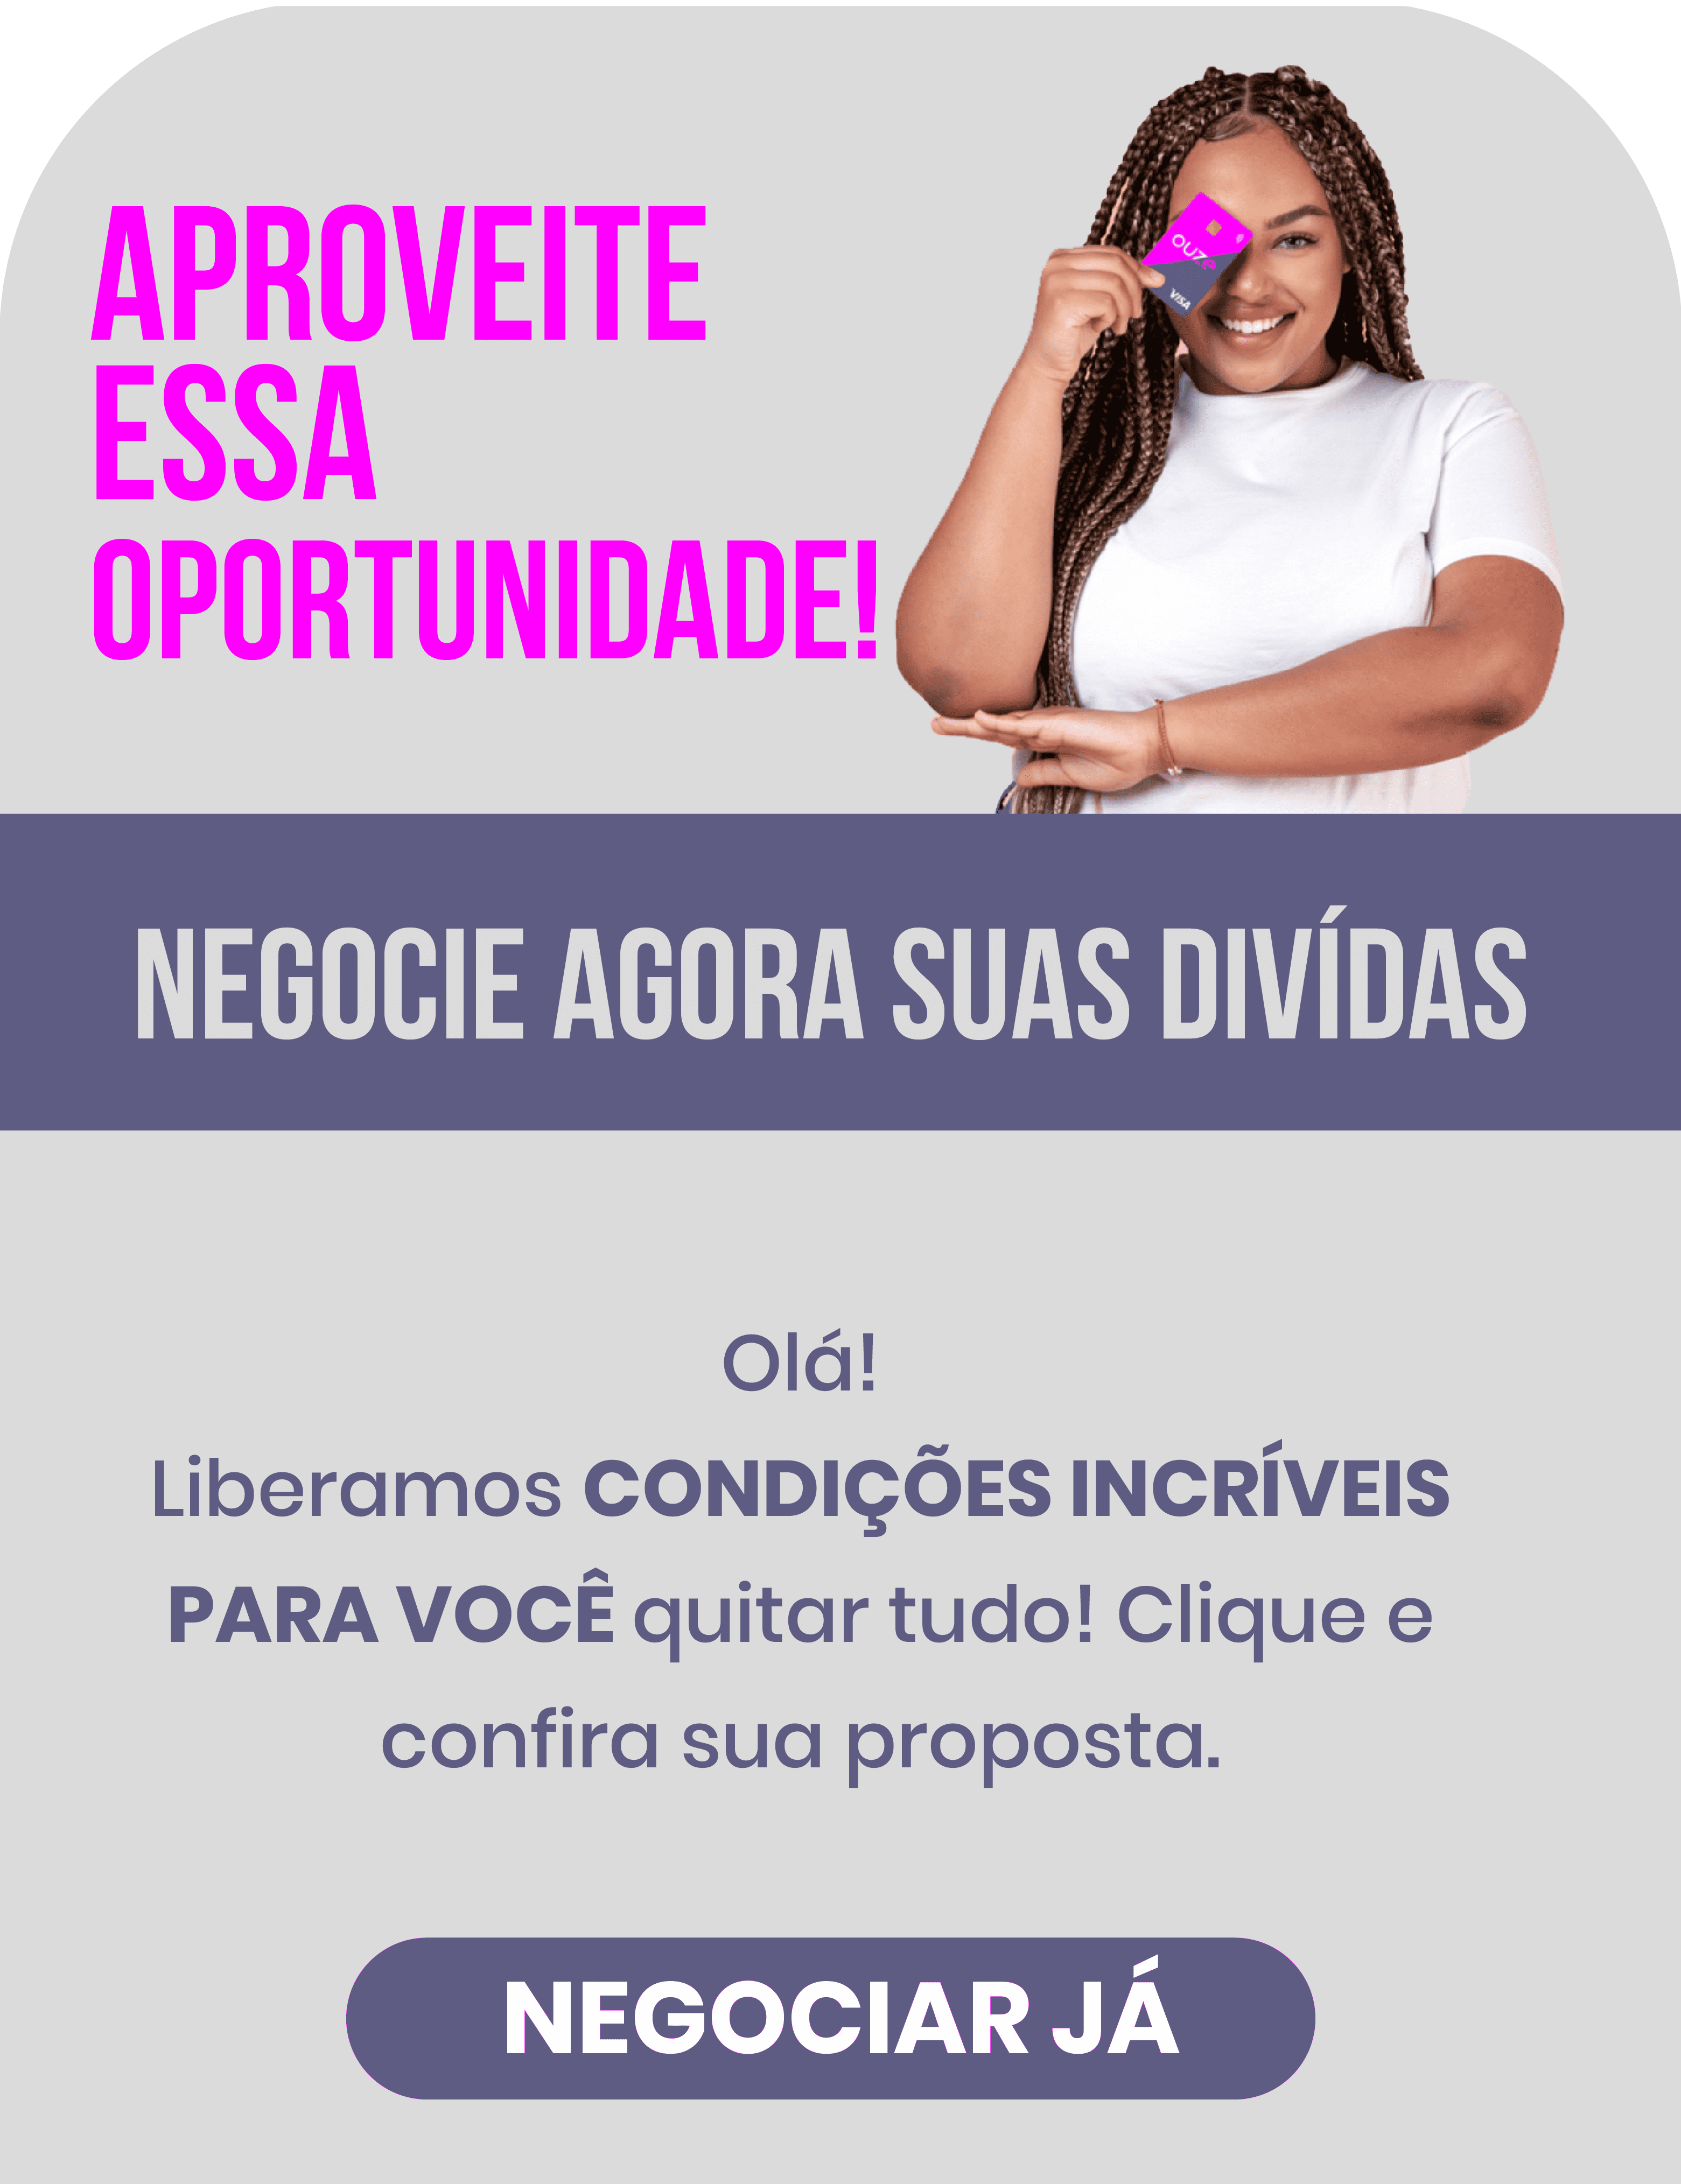 APROVEITE
ESSA
OPORTUNIDADE!
ouze
VISA
NEGOCIE AGORA SUAS DIVÍDAS
Olá!
Liberamos CONDIÇÕES INCRÍVEIS
PARA VOCÊ quitar tudo! Clique e
confira sua proposta.
NEGOCIAR JÁ